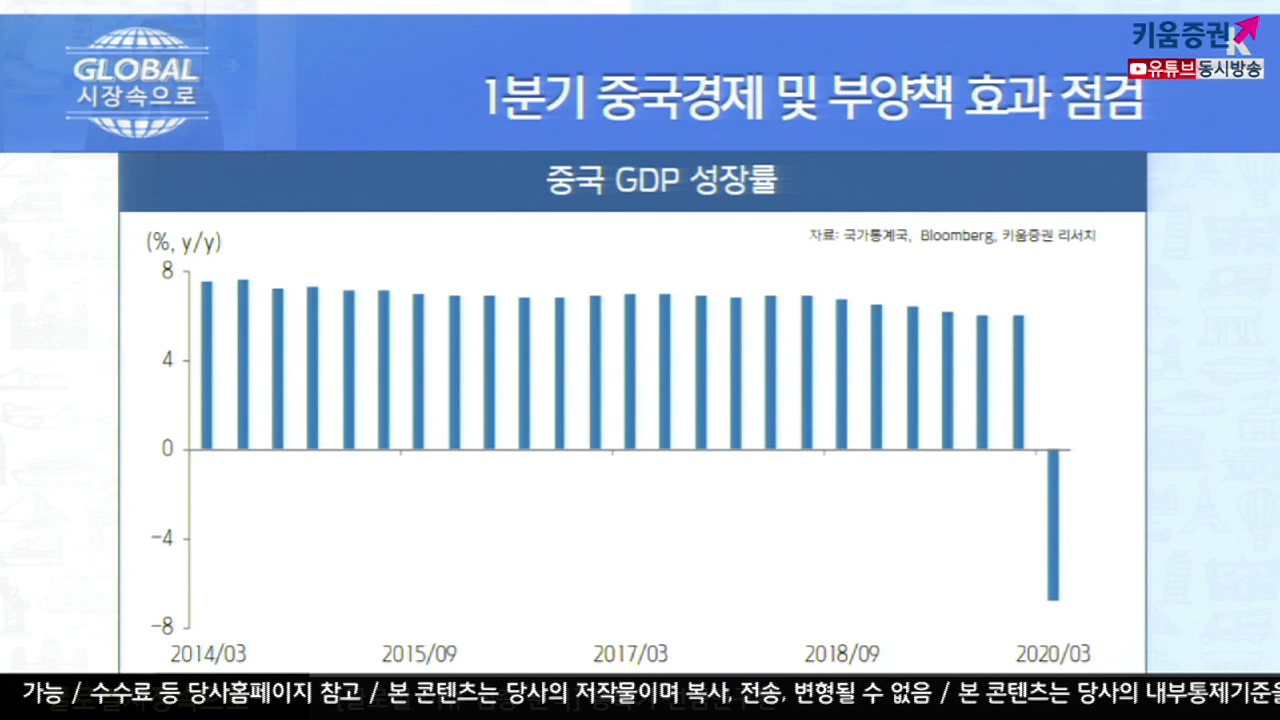 GLOBAL
시장속으로
키움증권
유튜브 동시방송
1분기 중국경제 및 부양책 효과 점검
중국 GDP 성장률
(%, y/y)
자료: 국가통계국, Bloomberg, 키움증권 리서치
8
4
0
-4
-8
2014/03 2015/09 2017/03 2018/09 2020/03
가능 / 수수료 등 당사홈페이지 참고 / 본 콘텐츠는 당사의 저작물이며 복사, 전송, 변형될 수 없음 / 본 콘텐츠는 당사의 내부통제기준을